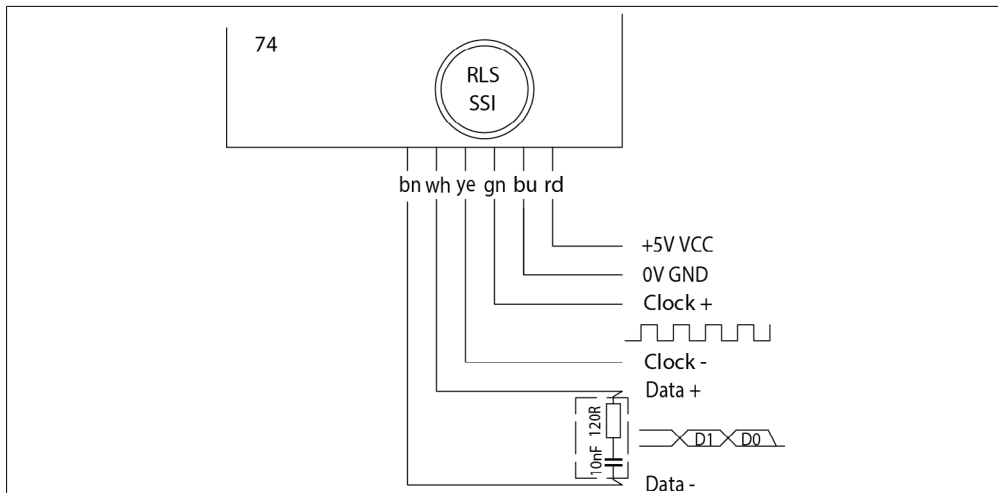 74
RLS
SSI
bn wh ye gn bu rd
+5V VCC
0V GND
Clock +
Clock -
Data +
120R
10nF
D1 D0
Data -